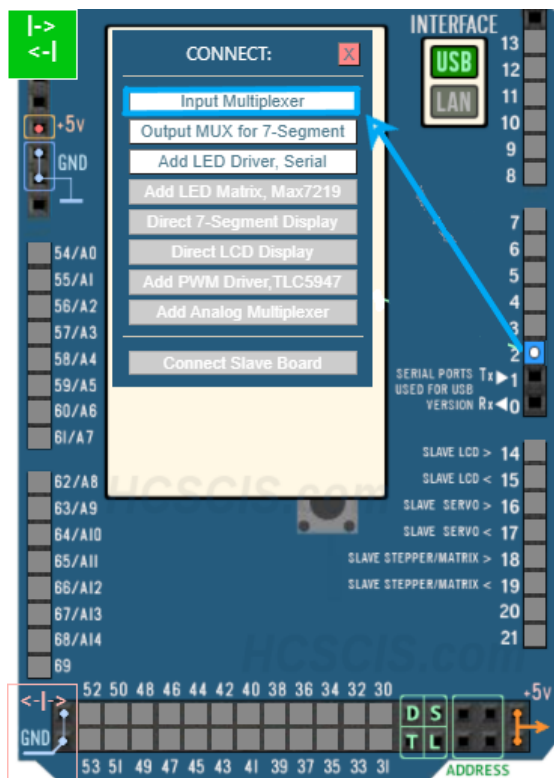 |->
<-|
INTERFACE
USB
LAN
CONNECT:
X
Input Multiplexer
Output MUX for 7-Segment
Add LED Driver, Serial
Add LED Matrix, Max7219
Direct 7-Segment Display
Direct LCD Display
Add PWM Driver,TLC5947
Add Analog Multiplexer
Connect Slave Board
+5v
GND
54/A0
55/A1
56/A2
57/A3
58/A4
59/A5
60/A6
61/A7
62/A8
63/A9
64/A10
65/A11
66/A12
67/A13
68/A14
69
13
12
11
10
9
8
7
6
5
4
3
2
SERIAL PORTS Tx▶1
USED FOR USB
VERSION Rx◀0
SLAVE LCD > 14
SLAVE LCD < 15
SLAVE SERVO > 16
SLAVE SERVO < 17
SLAVE STEPPER/MATRIX > 18
SLAVE STEPPER/MATRIX < 19
20
21
HCSCIS.com
HCSCIS.com
52 50 48 46 44 42 40 38 36 34 32 30
+5v
<-|->
GND
D S
T L
53 51 49 47 45 43 41 39 37 35 33 31
ADDRESS